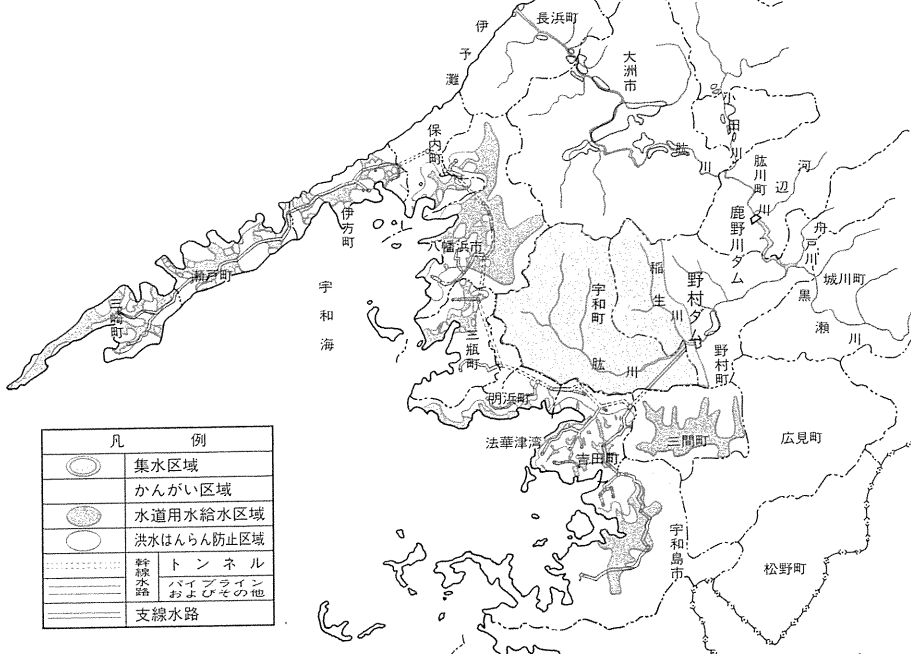 長浜町
伊予灘
大洲市
小田川
保内町
肱川
肱川町
河辺川
鹿野川ダム
舟戸川
伊方町
八幡浜市
瀬戸町
三崎町
宇和海
宇和町
稲生川
野村ダム
城川町
黒瀬川
三瓶町
肱川
野村町
明浜町
法華津湾
吉田町
三間町
広見町
宇和島市
松野町
凡例
集水区域
かんがい区域
水道用水給水区域
洪水はんらん防止区域
幹線水路
トンネル
パイプライン
およびその他
支線水路